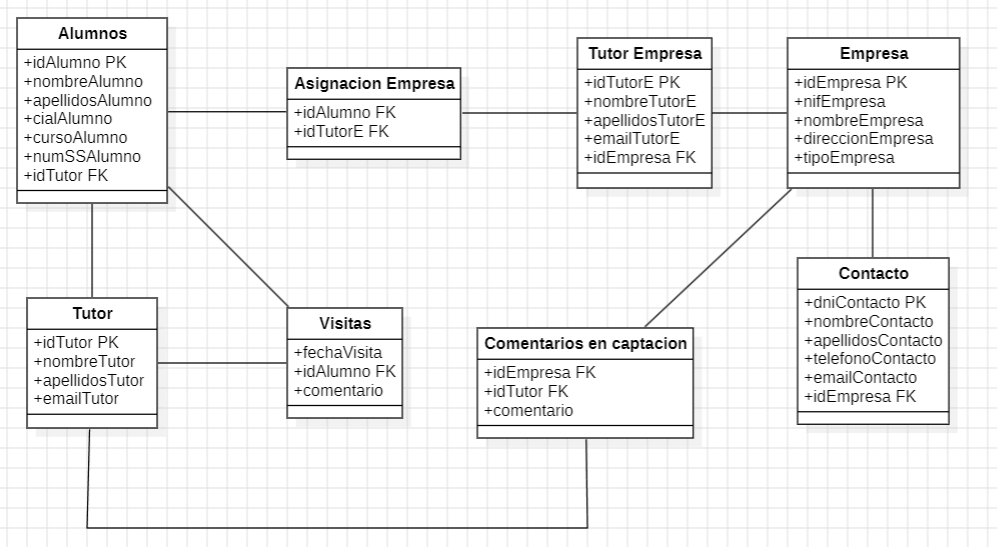 Alumnos
+idAlumno PK
+nombreAlumno
+apellidosAlumno
+cialAlumno
+cursoAlumno
+numSSAlumno
+idTutor FK
Asignacion Empresa
+idAlumno FK
+idTutorE FK
Tutor Empresa
+idTutorE PK
+nombreTutorE
+apellidosTutorE
+emailTutorE
+idEmpresa FK
Empresa
+idEmpresa PK
+nifEmpresa
+nombreEmpresa
+direccionEmpresa
+tipoEmpresa
Tutor
+idTutor PK
+nombreTutor
+apellidosTutor
+emailTutor
Visitas
+fechaVisita
+idAlumno FK
+comentario
Comentarios en captacion
+idEmpresa FK
+idTutor FK
+comentario
Contacto
+dniContacto PK
+nombreContacto
+apellidosContacto
+telefonoContacto
+emailContacto
+idEmpresa FK